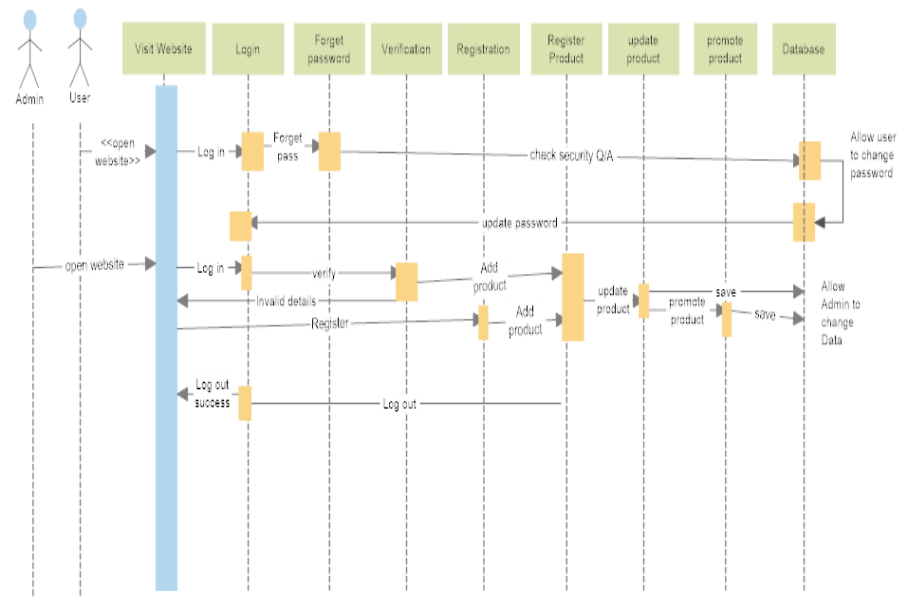 Admin
User
Visit Website
Login
Forget
password
Verification
Registration
Register
Product
update
product
promote
product
Database
<<open
website>>
Log in
Forget
pass
check security Q/A
Allow user
to change
password
update password
open website
Log in
verify
Add
product
Invalid details
Register
Add
product
update
product
save
promote
product
save
Allow
Admin to
change
Data
Log out
success
Log out